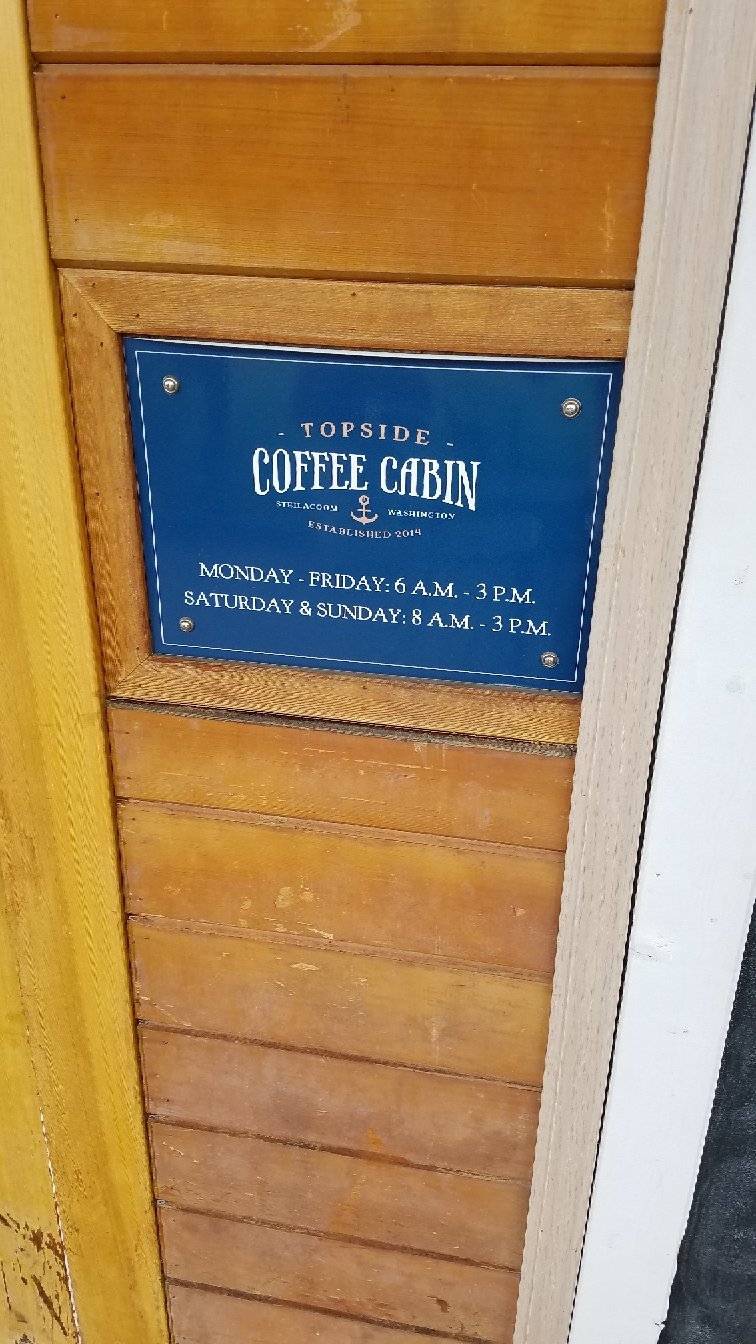 - TOPSIDE -
COFFEE CABIN
STEILACOOM WASHINGTON
ESTABLISHED 2014
MONDAY - FRIDAY: 6 A.M. - 3 P.M.
SATURDAY & SUNDAY: 8 A.M. - 3 P.M.